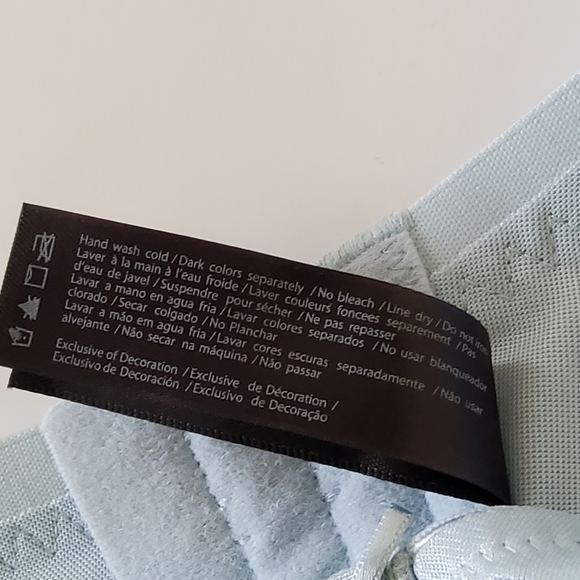 Hand wash cold / Dark colors separately / No bleach / Line dry / Do not iron
Laver à la main à l'eau froide / Laver couleurs foncees separement / Pas
d'eau de javel / Suspendre pour sécher / Ne pas repasser
Lavar a mano en agua fria / Lavar colores separados / No usar blanqueador
clorado / Secar colgado / No Planchar
Lavar a mão em agua fria / Lavar cores escuras separadamente / Não usar
alvejante / Não secar na máquina / Não passar
Exclusive of Decoration / Exclusive de Décoration /
Exclusivo de Decoración / Exclusivo de Decoração